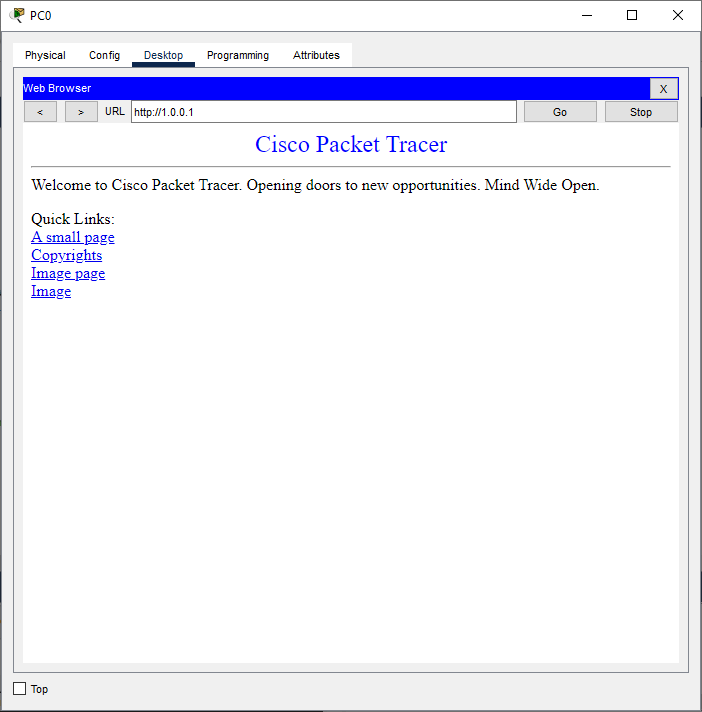 PC0
Physical Config Desktop Programming Attributes
Web Browser X
< > URL http://1.0.0.1 Go Stop
Cisco Packet Tracer
Welcome to Cisco Packet Tracer. Opening doors to new opportunities. Mind Wide Open.
Quick Links:
A small page
Copyrights
Image page
Image
Top